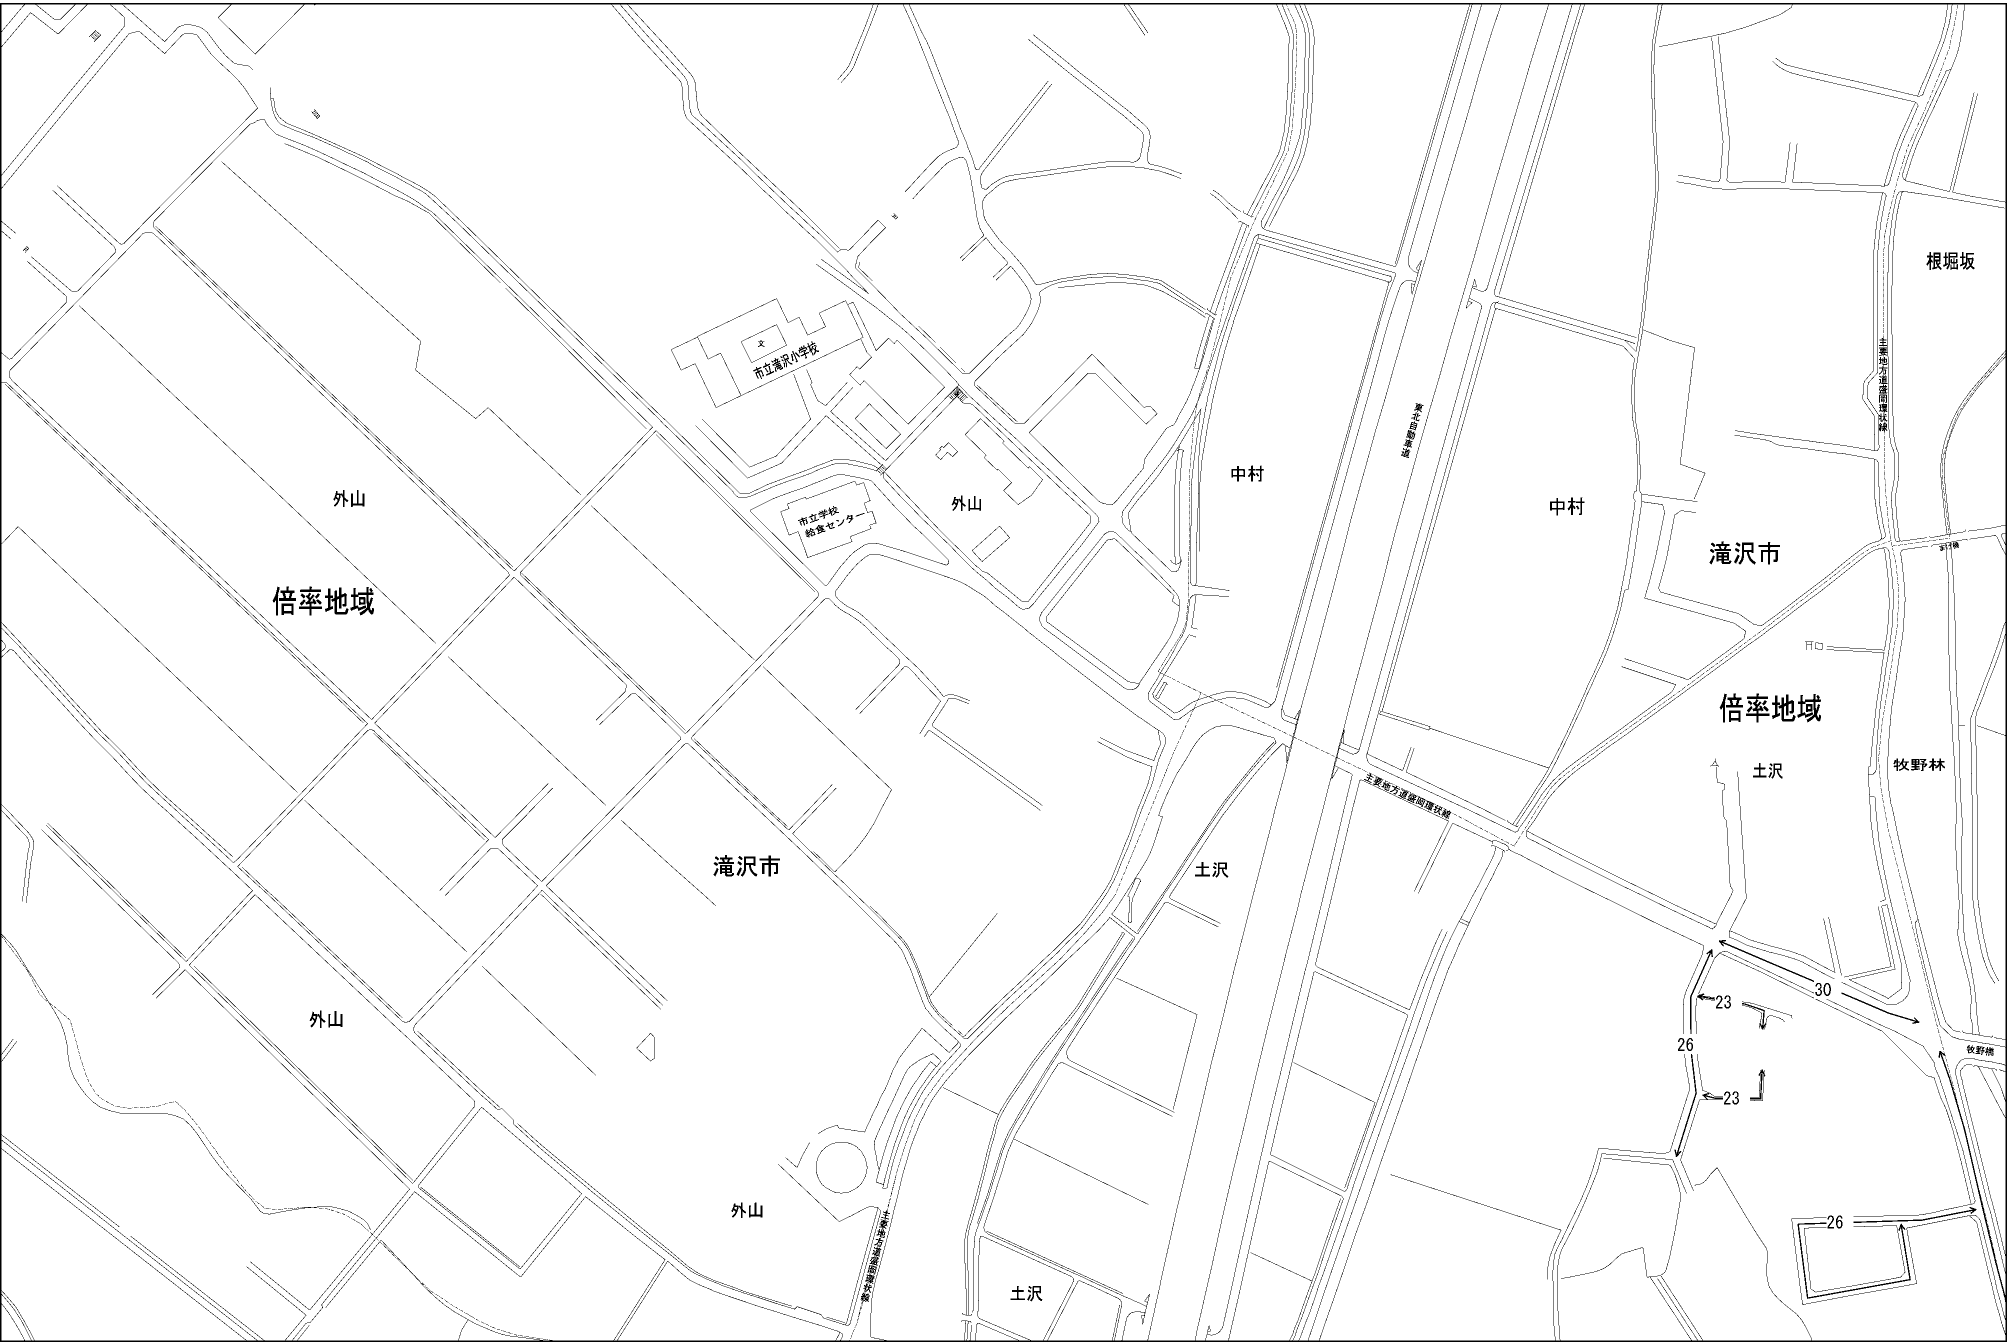 根堀坂
主要地方道盛岡環状線
市立滝沢小学校
東北自動車道
中村
外山
外山
中村
市立学校
給食センター
滝沢市
倍率地域
倍率地域
土沢
牧野林
主要地方道盛岡環状線
滝沢市
土沢
30
23
外山
26
牧野橋
23
外山
26
主要地方道盛岡環状線
土沢